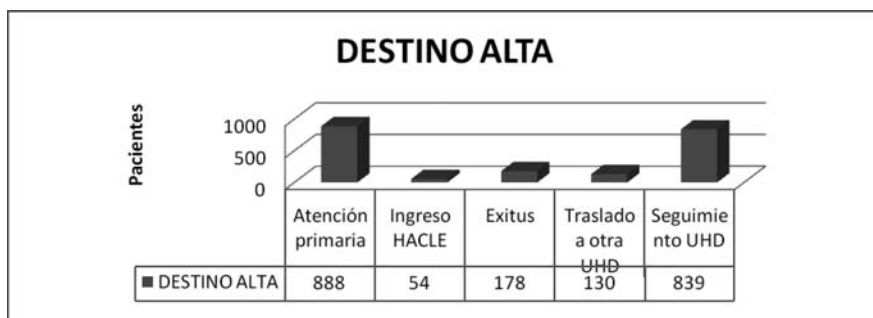 DESTINO ALTA
Pacientes
1000
500
0
Atención
primaria
Ingreso
HACLE
Exitus
Traslado
a otra
UHD
Seguimie
nto UHD
DESTINO ALTA 888 54 178 130 839